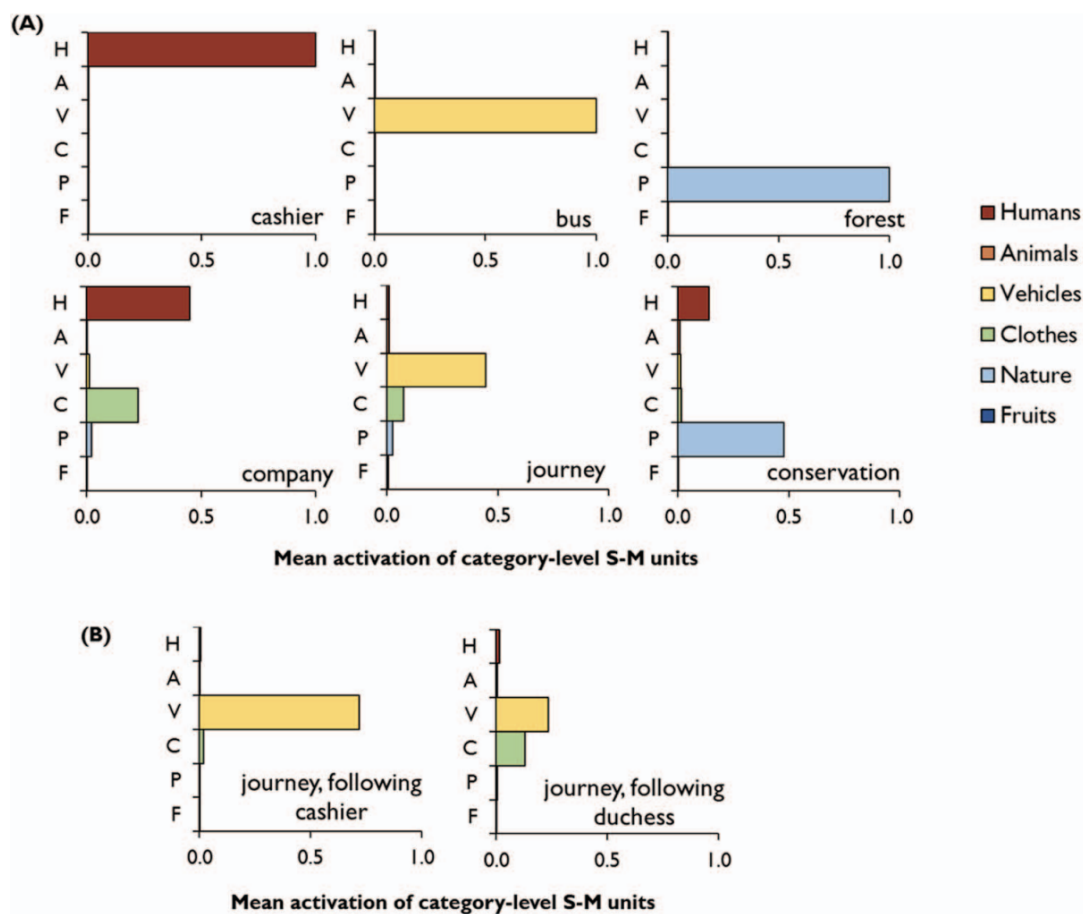 (A)
H
A
V
C
P
F
cashier
0.0 0.5 1.0
H
A
V
C
P
F
bus
0.0 0.5 1.0
H
A
V
C
P
F
forest
0.0 0.5 1.0
Humans
Animals
Vehicles
Clothes
Nature
Fruits
H
A
V
C
P
F
company
0.0 0.5 1.0
H
A
V
C
P
F
journey
0.0 0.5 1.0
H
A
V
C
P
F
conservation
0.0 0.5 1.0
Mean activation of category-level S-M units
(B)
H
A
V
C
P
F
journey, following
cashier
0.0 0.5 1.0
H
A
V
C
P
F
journey, following
duchess
0.0 0.5 1.0
Mean activation of category-level S-M units